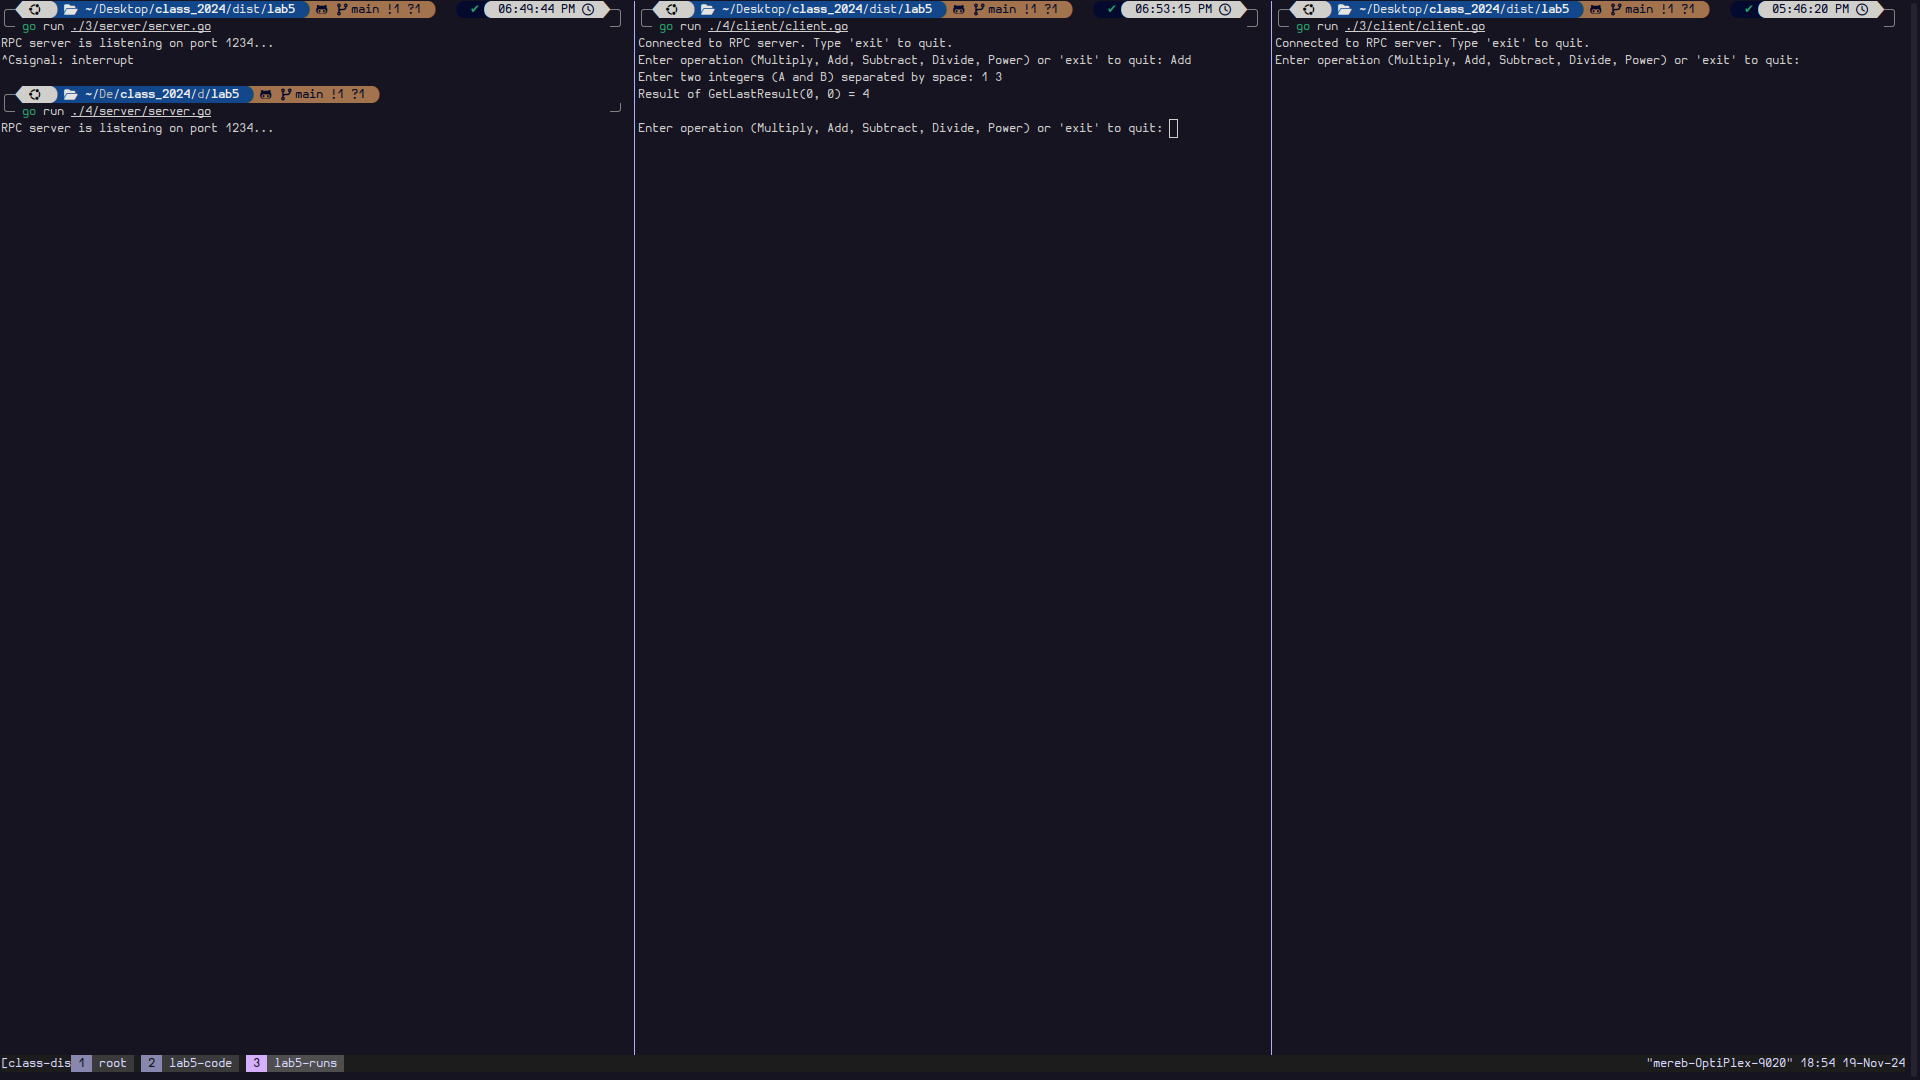 ~/Desktop/class_2024/dist/lab5 main !1 ?1 ✔ 06:49:44 PM
go run ./3/server/server.go
RPC server is listening on port 1234...
^Csignal: interrupt
~/De/class_2024/d/lab5 main !1 ?1
go run ./4/server/server.go
RPC server is listening on port 1234...
~/Desktop/class_2024/dist/lab5 main !1 ?1 ✔ 06:53:15 PM
go run ./4/client/client.go
Connected to RPC server. Type 'exit' to quit.
Enter operation (Multiply, Add, Subtract, Divide, Power) or 'exit' to quit: Add
Enter two integers (A and B) separated by space: 1 3
Result of GetLastResult(0, 0) = 4
Enter operation (Multiply, Add, Subtract, Divide, Power) or 'exit' to quit:
~/Desktop/class_2024/dist/lab5 main !1 ?1 ✔ 05:46:20 PM
go run ./3/client/client.go
Connected to RPC server. Type 'exit' to quit.
Enter operation (Multiply, Add, Subtract, Divide, Power) or 'exit' to quit:
[class-dis 1 root 2 lab5-code 3 lab5-runs "mereb-OptiPlex-9020" 18:54 19-Nov-24